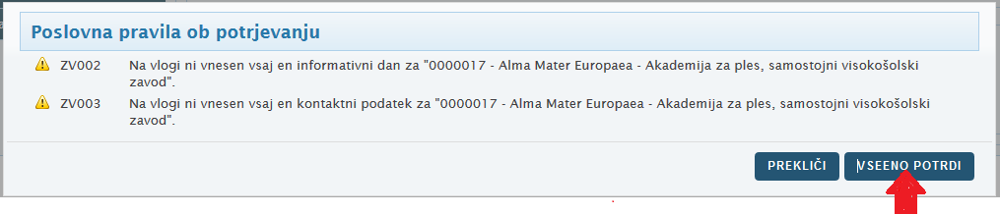 Poslovna pravila ob potrjevanju
ZV002 Na vlogi ni vnesen vsaj en informativni dan za "0000017 - Alma Mater Europaea - Akademija za ples, samostojni visokošolski
zavod".
ZV003 Na vlogi ni vnesen vsaj en kontaktni podatek za "0000017 - Alma Mater Europaea - Akademija za ples, samostojni visokošolski
zavod".
PREKLIČI VSEENO POTRDI